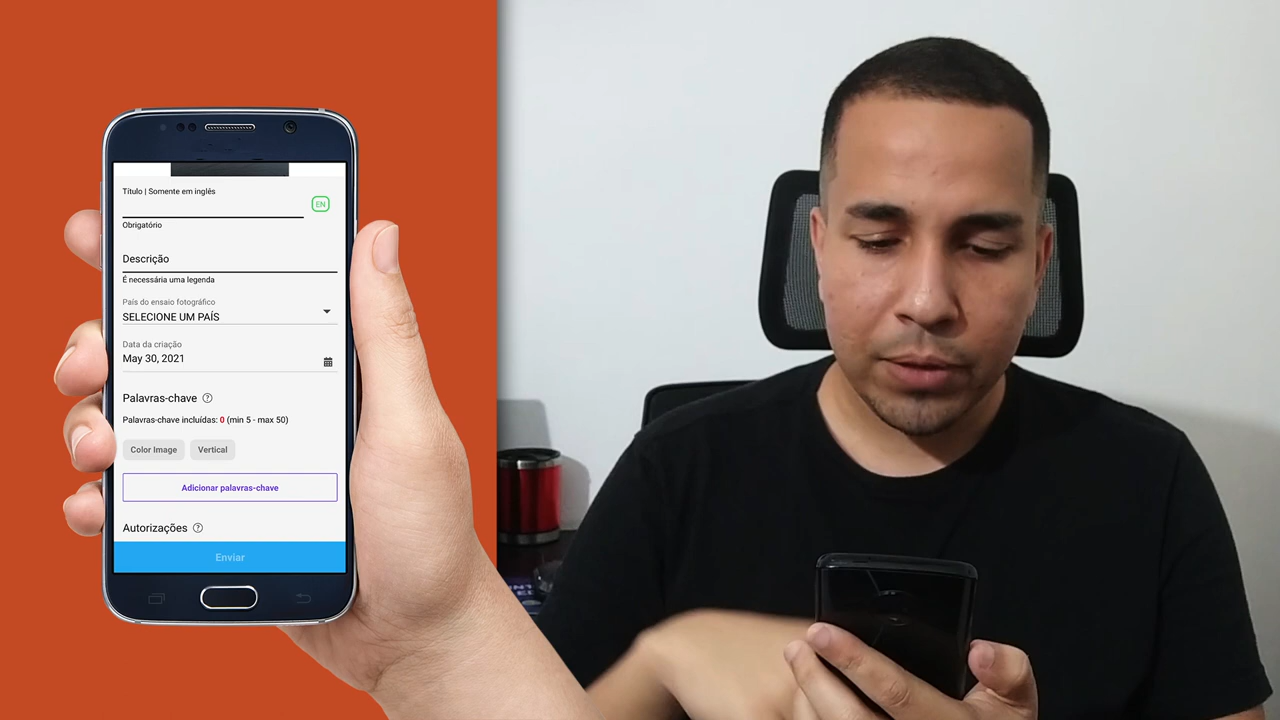 Título | Somente em inglês
EN
Obrigatório
Descrição
É necessária uma legenda
País do ensaio fotográfico
SELECIONE UM PAÍS
Data da criação
May 30, 2021
Palavras-chave ?
Palavras-chave incluídas: 0 (min 5 - max 50)
Color Image Vertical
Adicionar palavras-chave
Autorizações ?
Enviar